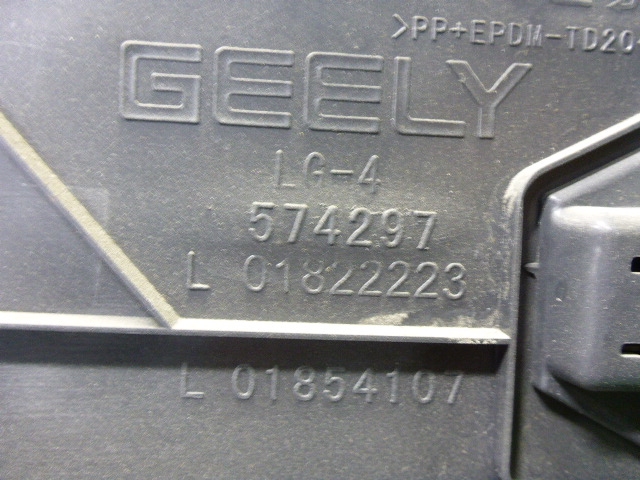 >PP+EPDM-TD20
GEELY
LG-4
574297
L 01822223
L 01854107